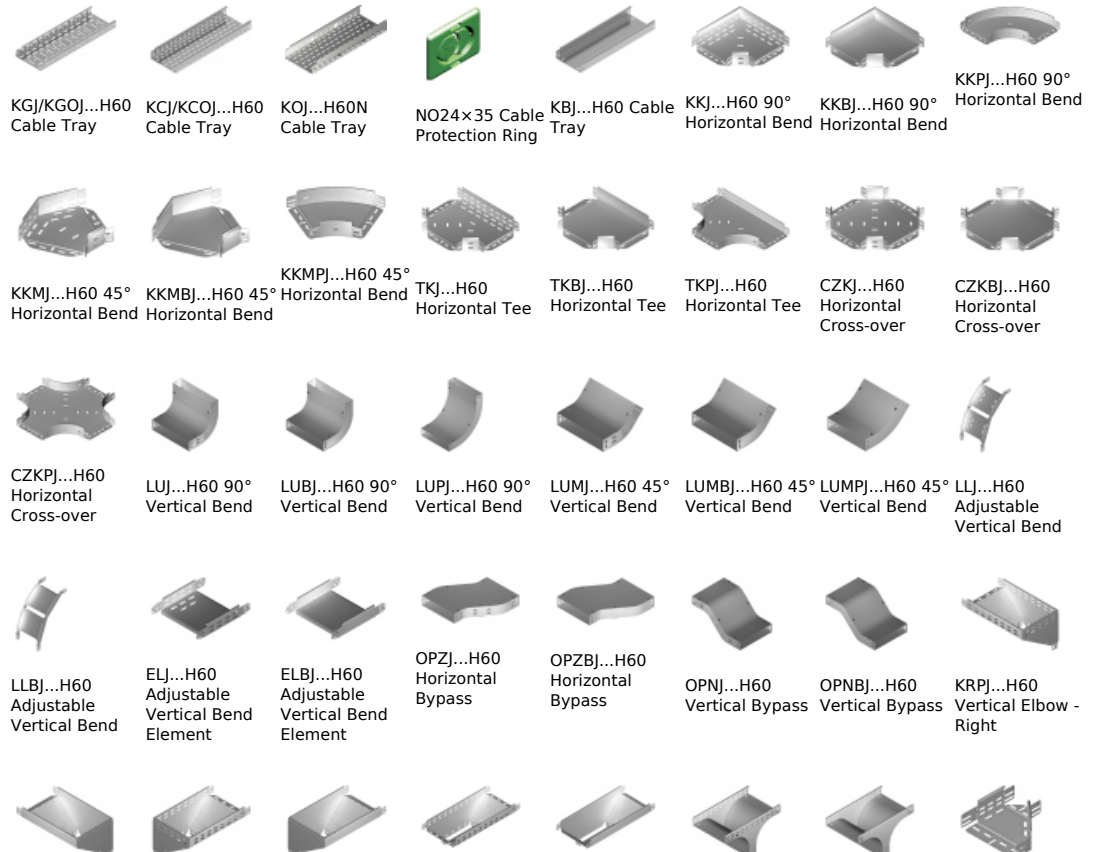 KGJ/KGOJ...H60
Cable Tray
KCJ/KCOJ...H60
Cable Tray
KOJ...H60N
Cable Tray
NO24×35 Cable
Protection Ring
KBJ...H60 Cable
Tray
KKJ...H60 90°
Horizontal Bend
KKBJ...H60 90°
Horizontal Bend
KKPJ...H60 90°
Horizontal Bend
KKMJ...H60 45°
Horizontal Bend
KKMBJ...H60 45°
Horizontal Bend
KKMPJ...H60 45°
Horizontal Bend
TKJ...H60
Horizontal Tee
TKBJ...H60
Horizontal Tee
TKPJ...H60
Horizontal Tee
CZKJ...H60
Horizontal
Cross-over
CZKBJ...H60
Horizontal
Cross-over
CZKPJ...H60
Horizontal
Cross-over
LUJ...H60 90°
Vertical Bend
LUBJ...H60 90°
Vertical Bend
LUPJ...H60 90°
Vertical Bend
LUMJ...H60 45°
Vertical Bend
LUMBJ...H60 45°
Vertical Bend
LUMPJ...H60 45°
Vertical Bend
LLJ...H60
Adjustable
Vertical Bend
LLBJ...H60
Adjustable
Vertical Bend
ELJ...H60
Adjustable
Vertical Bend
Element
ELBJ...H60
Adjustable
Vertical Bend
Element
OPZJ...H60
Horizontal
Bypass
OPZBJ...H60
Horizontal
Bypass
OPNJ...H60
Vertical Bypass
OPNBJ...H60
Vertical Bypass
KRPJ...H60
Vertical Elbow -
Right